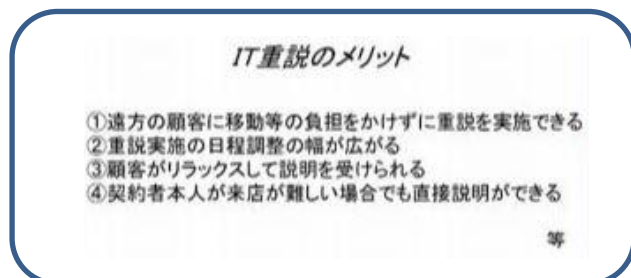 IT重説のメリット
①遠方の顧客に移動等の負担をかけずに重説を実施できる
②重説実施の日程調整の幅が広がる
③顧客がリラックスして説明を受けられる
④契約者本人が来店が難しい場合でも直接説明ができる
等